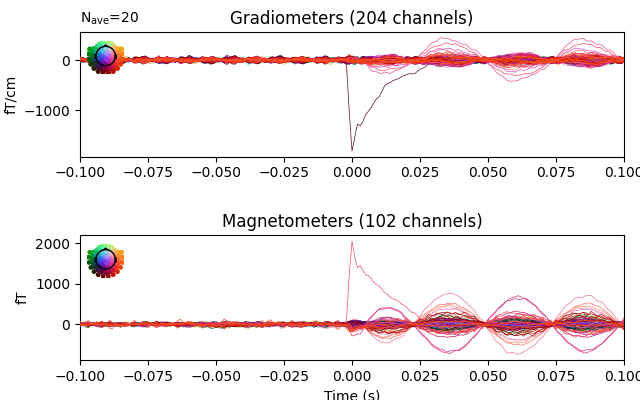 N_ave=20
Gradiometers (204 channels)
fT/cm
0
−1000
−0.100 −0.075 −0.050 −0.025 0.000 0.025 0.050 0.075 0.100
Magnetometers (102 channels)
fT
2000
1000
0
−0.100 −0.075 −0.050 −0.025 0.000 0.025 0.050 0.075 0.100
Time (s)